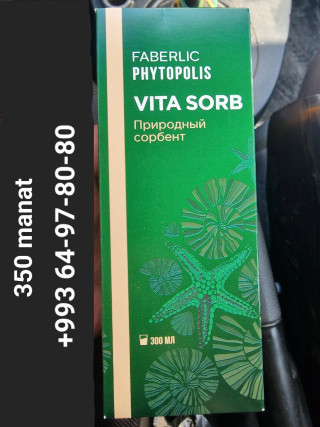 FABERLIC
PHYTOPOLIS
VITA SORB
Природный
сорбент
300 МЛ
350 manat
+993 64-97-80-80